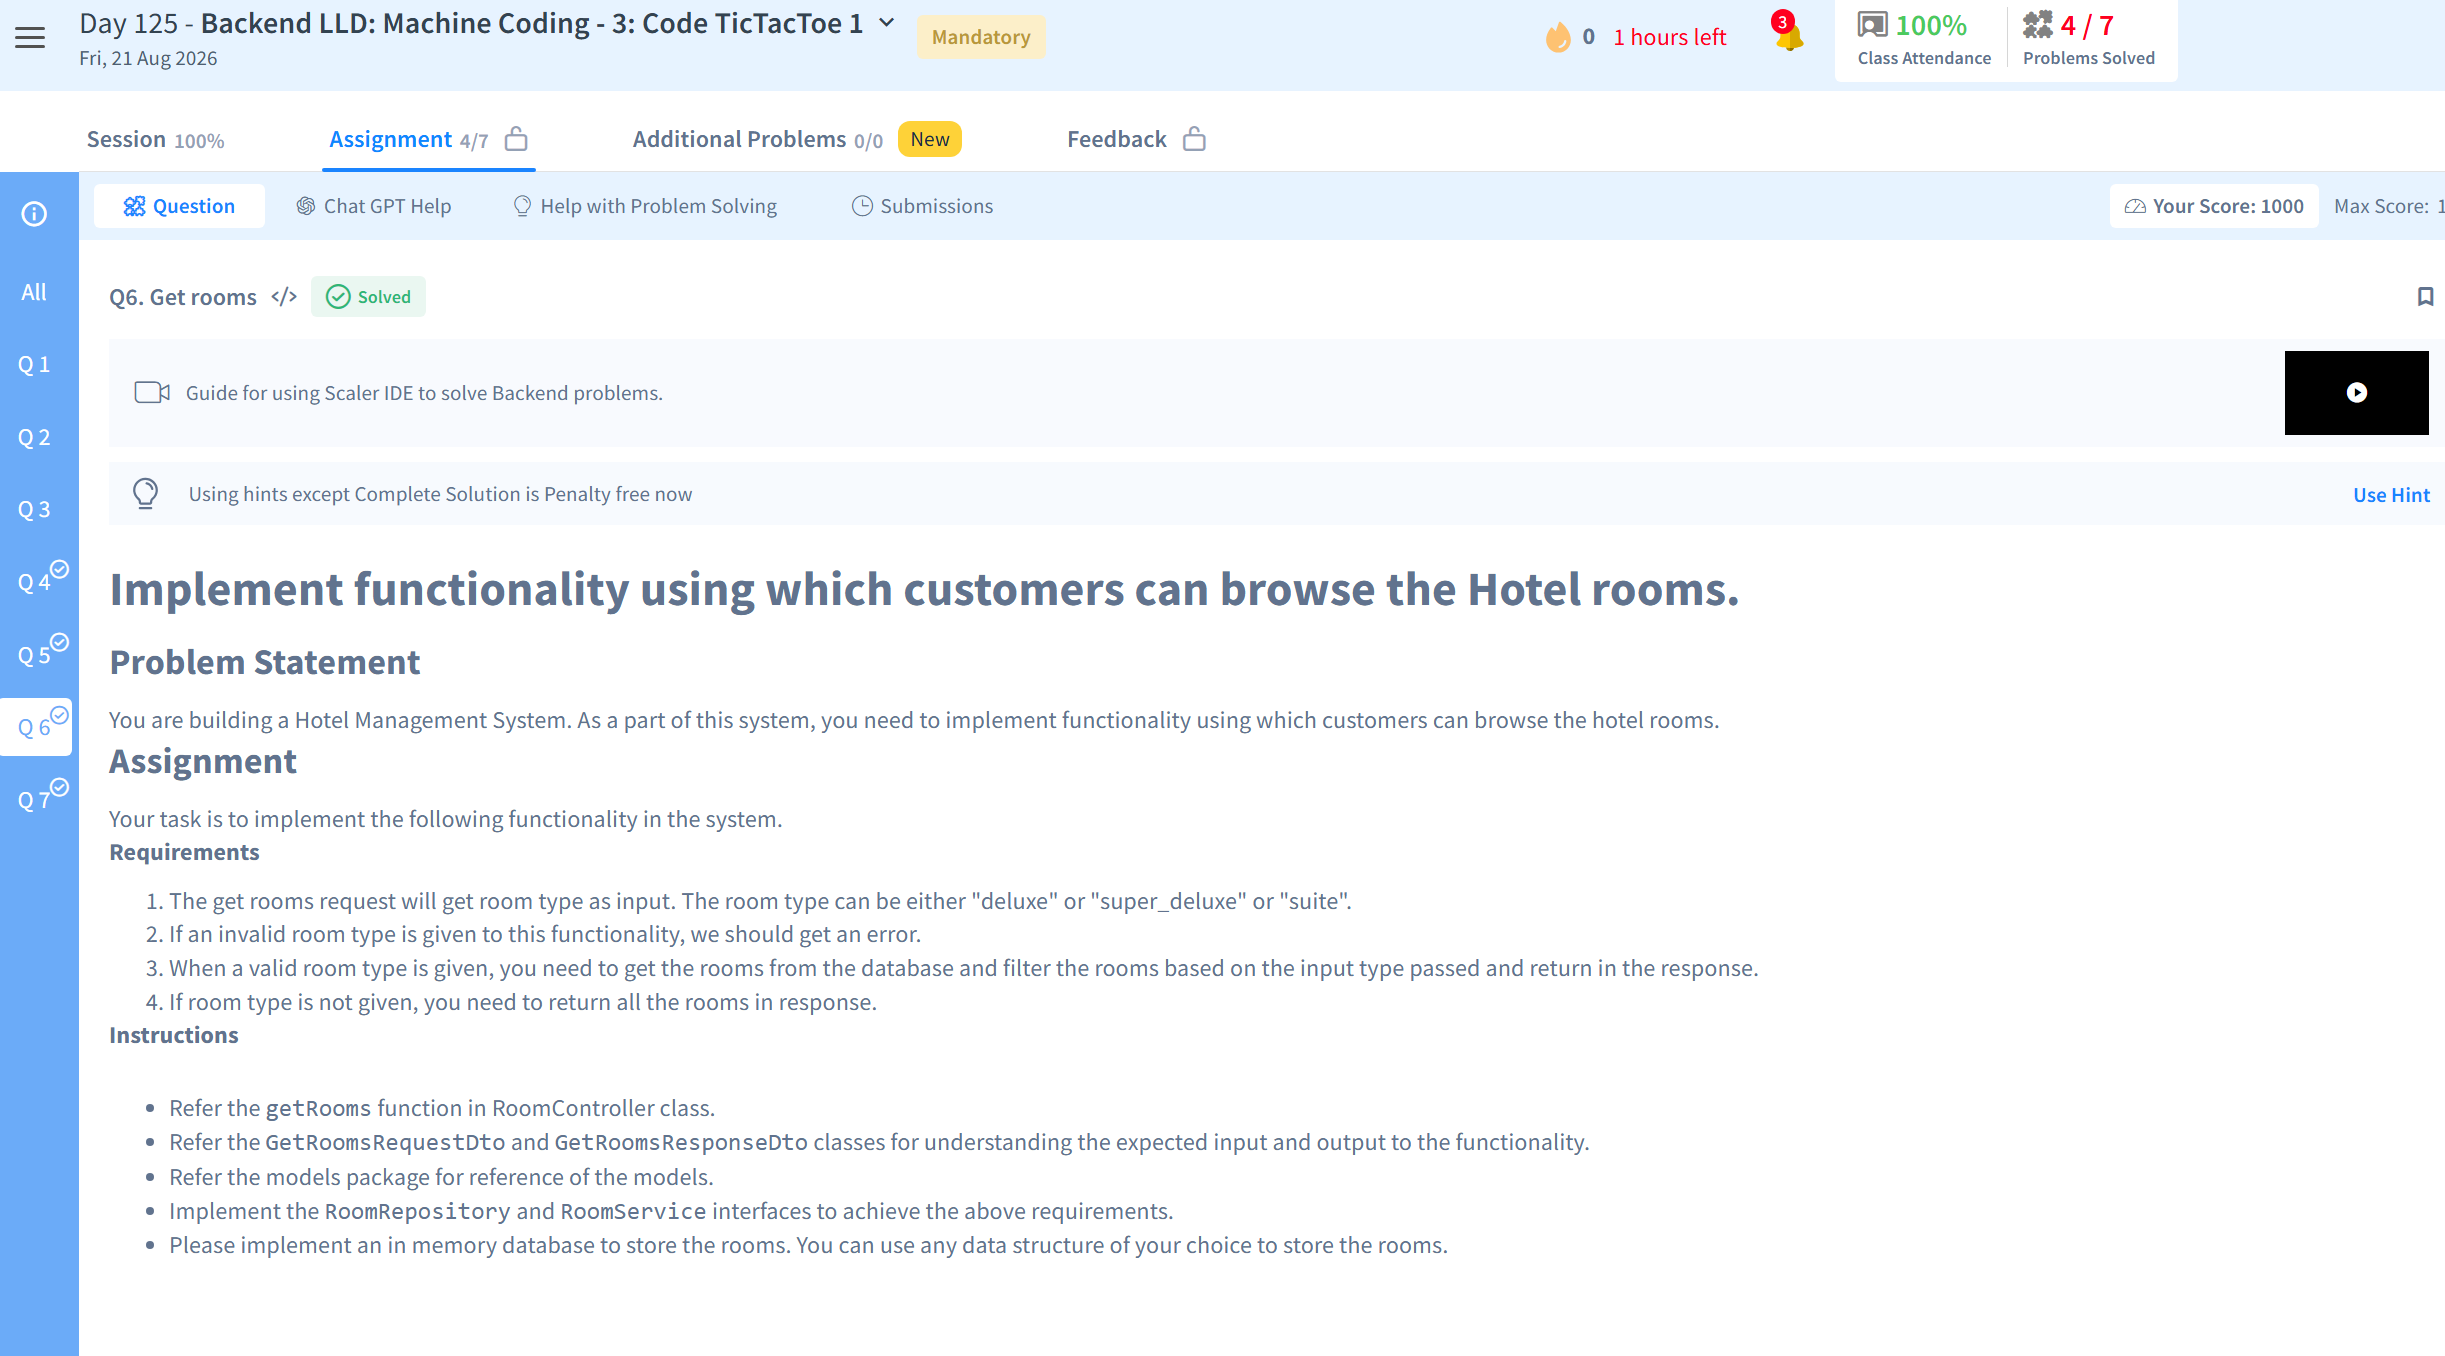 Day 125 - Backend LLD: Machine Coding - 3: Code TicTacToe 1
Mandatory
Fri, 21 Aug 2026
0 1 hours left
3
100%
Class Attendance
4 / 7
Problems Solved
Session 100%
Assignment 4/7
Additional Problems 0/0 New
Feedback
Question
Chat GPT Help
Help with Problem Solving
Submissions
Your Score: 1000
Max Score: 1
All
Q 1
Q 2
Q 3
Q 4
Q 5
Q 6
Q 7
Q6. Get rooms </> Solved
Guide for using Scaler IDE to solve Backend problems.
Using hints except Complete Solution is Penalty free now
Use Hint
Implement functionality using which customers can browse the Hotel rooms.
Problem Statement
You are building a Hotel Management System. As a part of this system, you need to implement functionality using which customers can browse the hotel rooms.
Assignment
Your task is to implement the following functionality in the system.
Requirements
1. The get rooms request will get room type as input. The room type can be either "deluxe" or "super_deluxe" or "suite".
2. If an invalid room type is given to this functionality, we should get an error.
3. When a valid room type is given, you need to get the rooms from the database and filter the rooms based on the input type passed and return in the response.
4. If room type is not given, you need to return all the rooms in response.
Instructions
• Refer the getRooms function in RoomController class.
• Refer the GetRoomsRequestDto and GetRoomsResponseDto classes for understanding the expected input and output to the functionality.
• Refer the models package for reference of the models.
• Implement the RoomRepository and RoomService interfaces to achieve the above requirements.
• Please implement an in memory database to store the rooms. You can use any data structure of your choice to store the rooms.